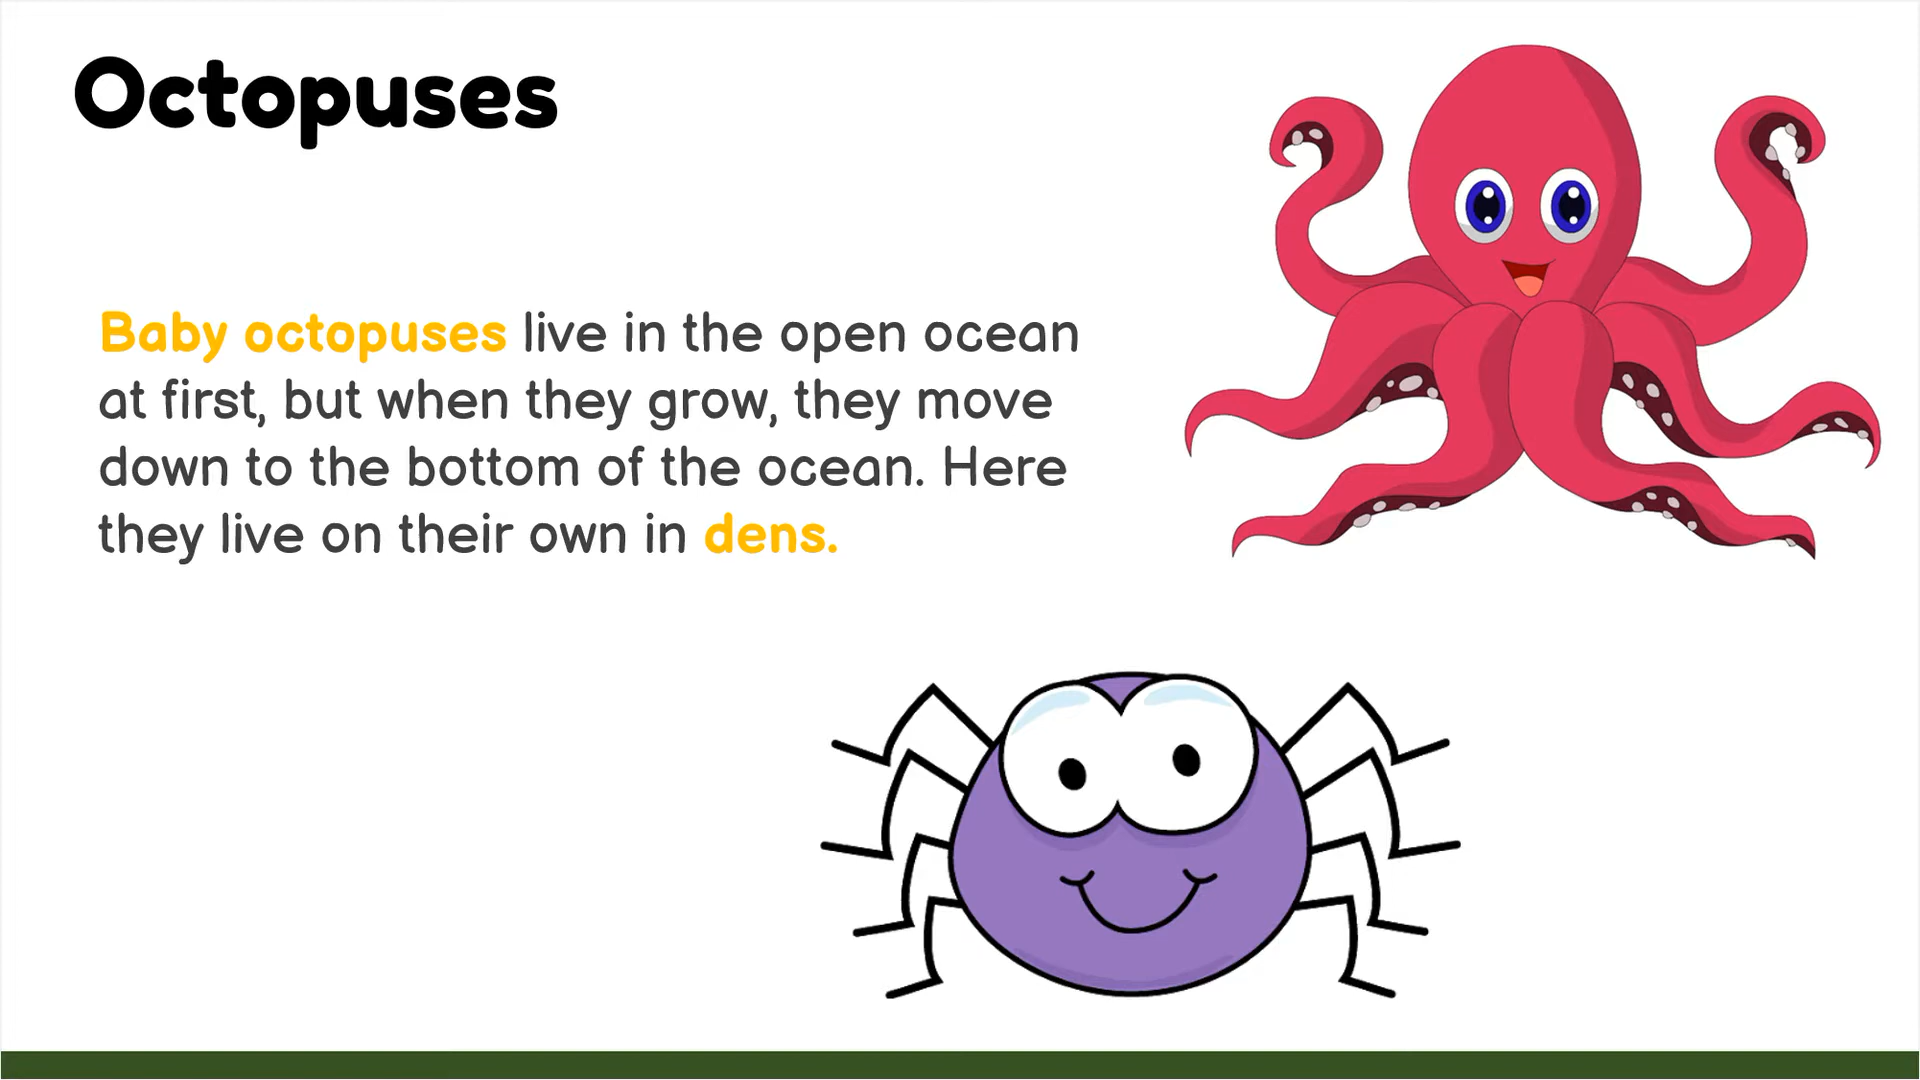 Octopuses
Baby octopuses live in the open ocean
at first, but when they grow, they move
down to the bottom of the ocean. Here
they live on their own in dens.